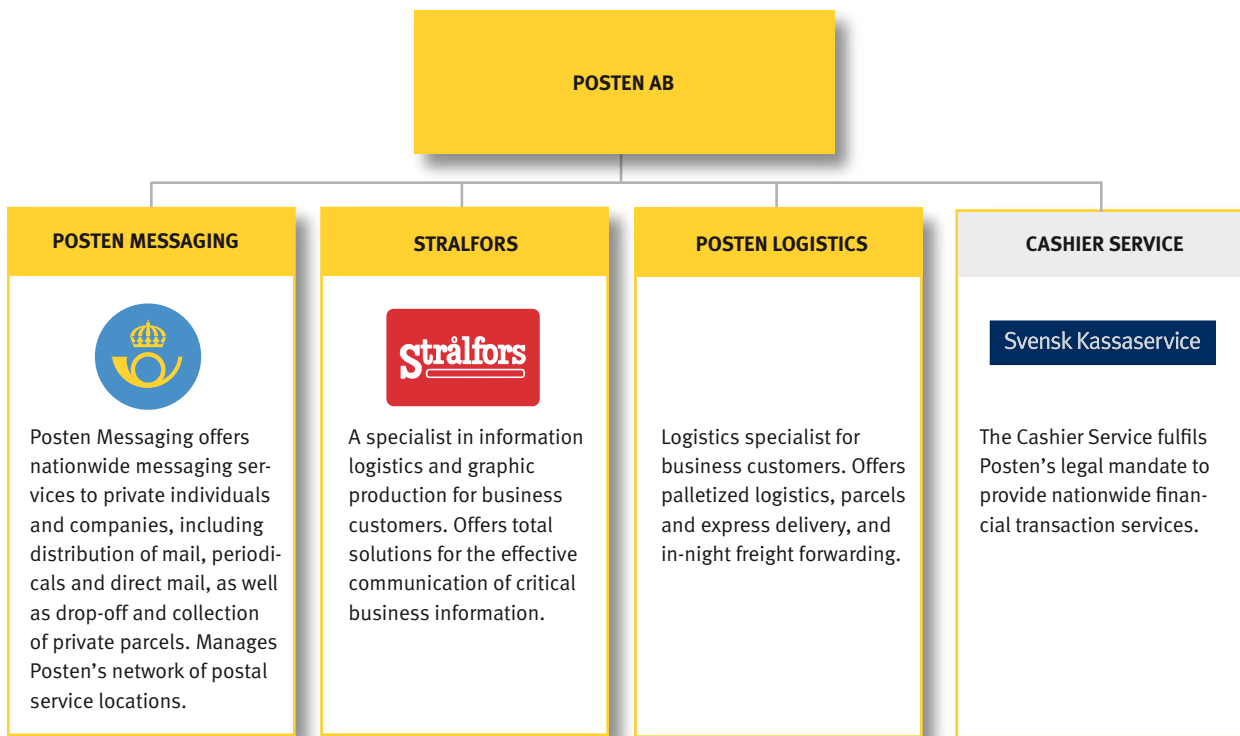 POSTEN AB
POSTEN MESSAGING
Posten Messaging offers
nationwide messaging ser-
vices to private individuals
and companies, including
distribution of mail, periodi-
cals and direct mail, as well
as drop-off and collection
of private parcels. Manages
Posten’s network of postal
service locations.
STRALFORS
Strålfors
A specialist in information
logistics and graphic
production for business
customers. Offers total
solutions for the effective
communication of critical
business information.
POSTEN LOGISTICS
Logistics specialist for
business customers. Offers
palletized logistics, parcels
and express delivery, and
in-night freight forwarding.
CASHIER SERVICE
Svensk Kassaservice
The Cashier Service fulfils
Posten’s legal mandate to
provide nationwide finan-
cial transaction services.